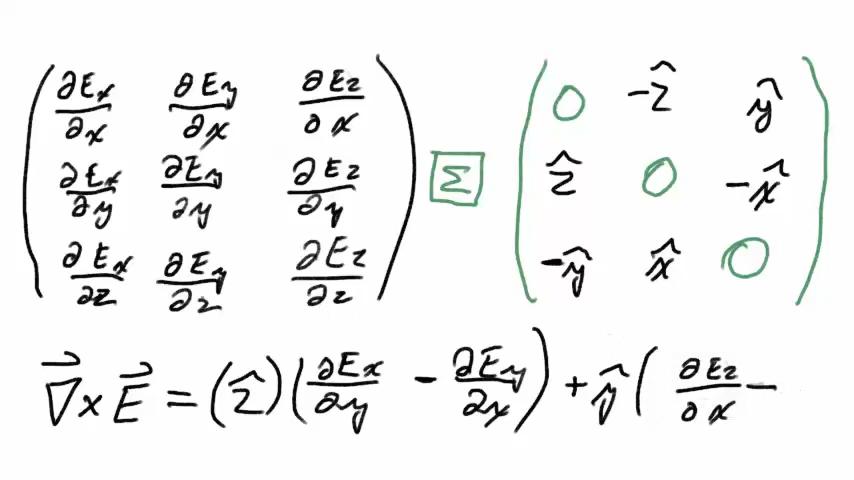 ( ∂Ex/∂x ∂Ey/∂x ∂Ez/∂x ) Σ ( 0 -ẑ ŷ )
( ∂Ex/∂y ∂Ey/∂y ∂Ez/∂y ) ( ẑ 0 -x̂ )
( ∂Ex/∂z ∂Ey/∂z ∂Ez/∂z ) ( -ŷ x̂ 0 )
∇⃗ × E⃗ = (ẑ)(∂Ex/∂y - ∂Ey/∂x) + ŷ(∂Ez/∂x -